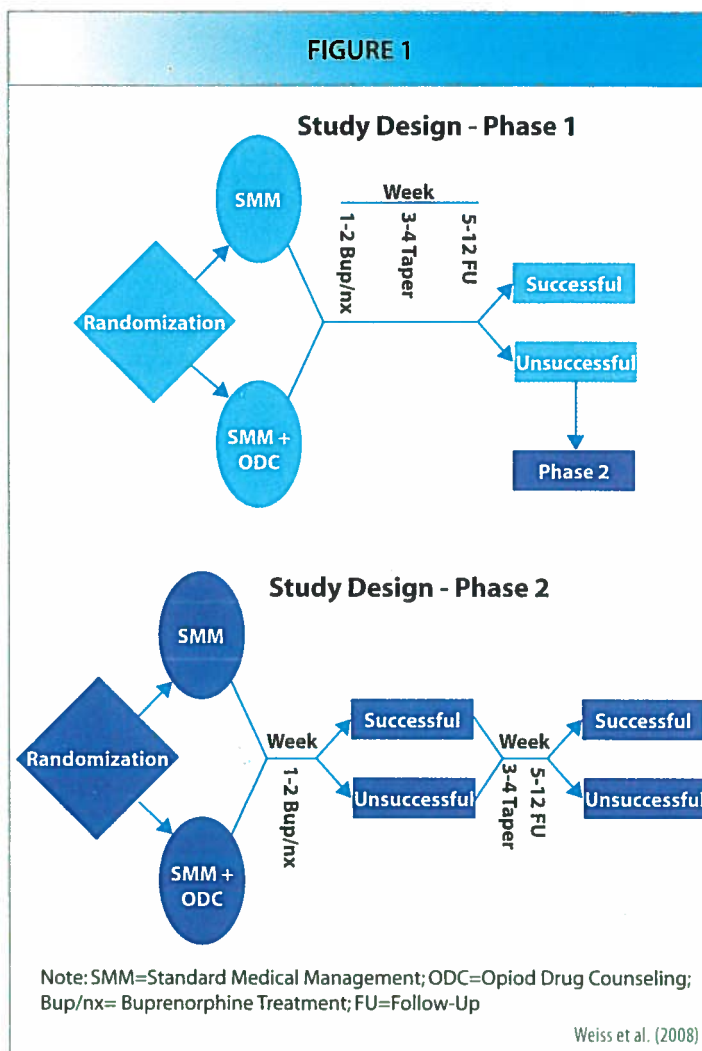 FIGURE 1
Study Design - Phase 1
SMM
Week
1-2 Bup/nx
3-4 Taper
5-12 FU
Randomization
Successful
Unsuccessful
SMM +
ODC
Phase 2
Study Design - Phase 2
SMM
Randomization
Week
1-2 Bup/nx
Successful
Unsuccessful
Week
3-4 Taper
5-12 FU
Successful
Unsuccessful
SMM +
ODC
Note: SMM=Standard Medical Management; ODC=Opiod Drug Counseling;
Bup/nx= Buprenorphine Treatment; FU=Follow-Up
Weiss et al. (2008)